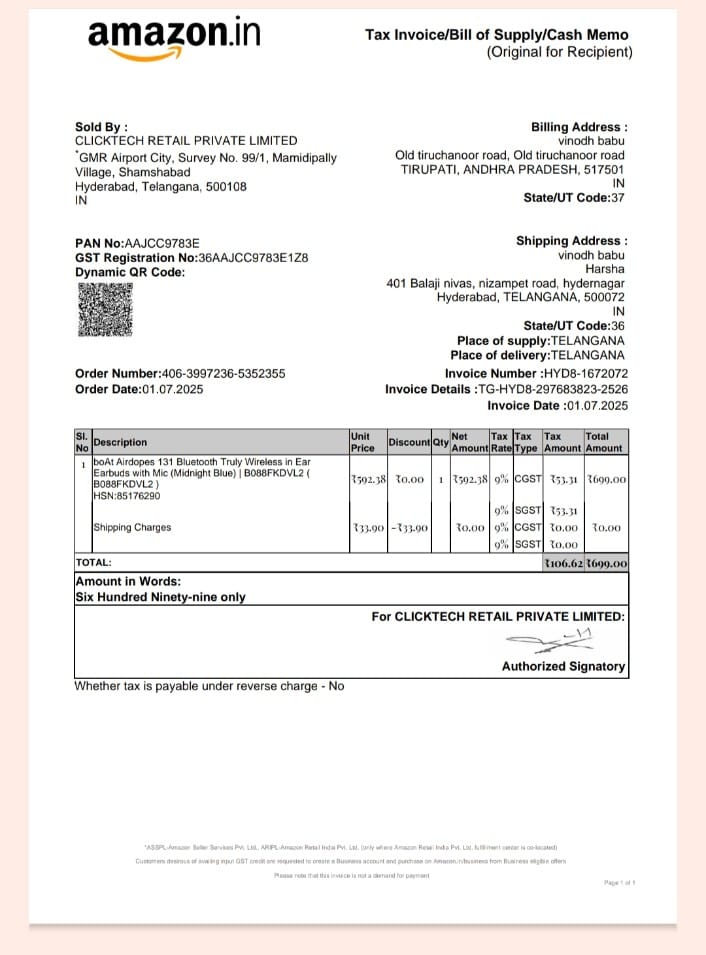 amazon.in
Tax Invoice/Bill of Supply/Cash Memo
(Original for Recipient)
Sold By :
CLICKTECH RETAIL PRIVATE LIMITED
*GMR Airport City, Survey No. 99/1, Mamidipally
Village, Shamshabad
Hyderabad, Telangana, 500108
IN
Billing Address :
vinodh babu
Old tiruchanoor road, Old tiruchanoor road
TIRUPATI, ANDHRA PRADESH, 517501
IN
State/UT Code:37
PAN No:AAJCC9783E
GST Registration No:36AAJCC9783E1Z8
Dynamic QR Code:
Shipping Address :
vinodh babu
Harsha
401 Balaji nivas, nizampet road, hydernagar
Hyderabad, TELANGANA, 500072
IN
State/UT Code:36
Place of supply:TELANGANA
Place of delivery:TELANGANA
Order Number:406-3997236-5352355
Order Date:01.07.2025
Invoice Number :HYD8-1672072
Invoice Details :TG-HYD8-297683823-2526
Invoice Date :01.07.2025
Sl. No Description Unit Price Discount Qty Net Amount Tax Rate Tax Type Tax Amount Total Amount
1 boAt Airdopes 131 Bluetooth Truly Wireless in Ear
Earbuds with Mic (Midnight Blue) | B088FKDVL2 (
B088FKDVL2 )
HSN:85176290
₹592.38 ₹0.00 1 ₹592.38 9% CGST ₹53.31 ₹699.00
9% SGST ₹53.31
Shipping Charges ₹33.90 -₹33.90 ₹0.00 9% CGST ₹0.00 ₹0.00
9% SGST ₹0.00
TOTAL: ₹106.62 ₹699.00
Amount in Words:
Six Hundred Ninety-nine only
For CLICKTECH RETAIL PRIVATE LIMITED:
Authorized Signatory
Whether tax is payable under reverse charge - No
*ASSPL-Amazon Seller Services Pvt. Ltd., ARIPL-Amazon Retail India Pvt. Ltd. (only where Amazon Retail India Pvt. Ltd. fulfillment center is co-located)
Customers desirous of availing input GST credit are requested to create a Business account and purchase on Amazon.in/business from Business eligible offers
Please note that this invoice is not a demand for payment
Page 1 of 1